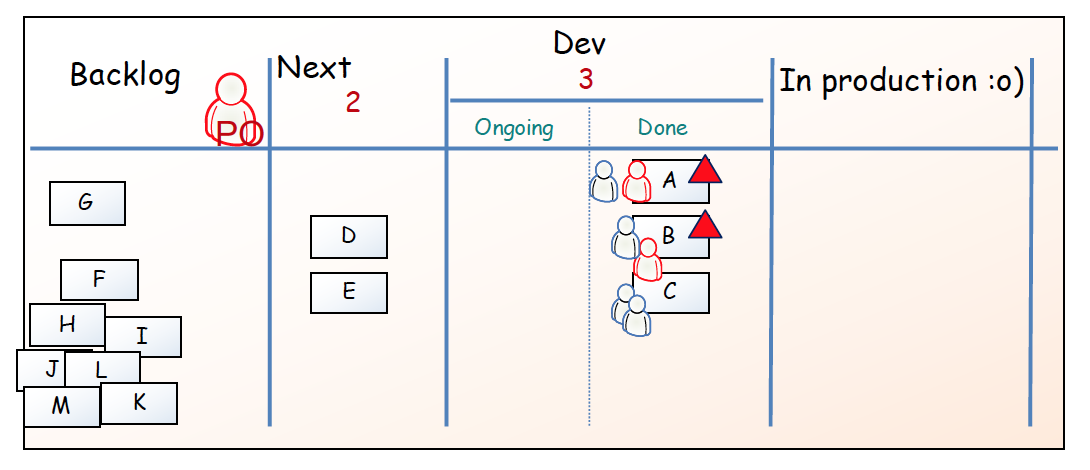 Backlog
PO
Next
2
Dev
3
Ongoing
Done
In production :o)
G
F
H
I
J
L
M
K
D
E
A
B
C